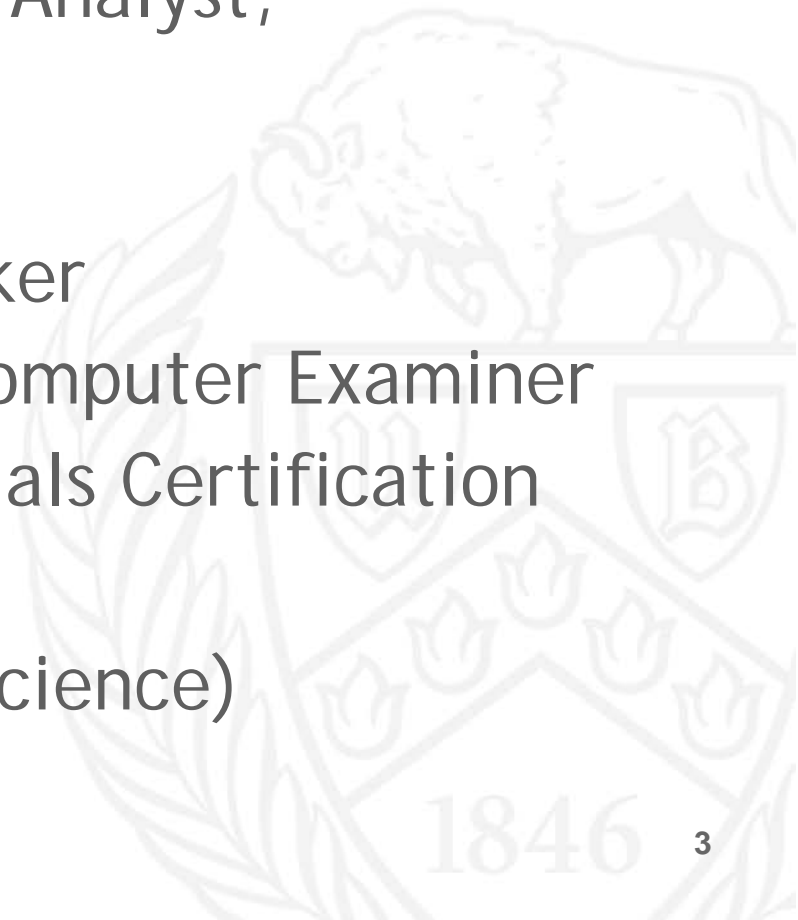 Analyst,
ker
omputer Examiner
als Certification
cience)
U B
1846
3